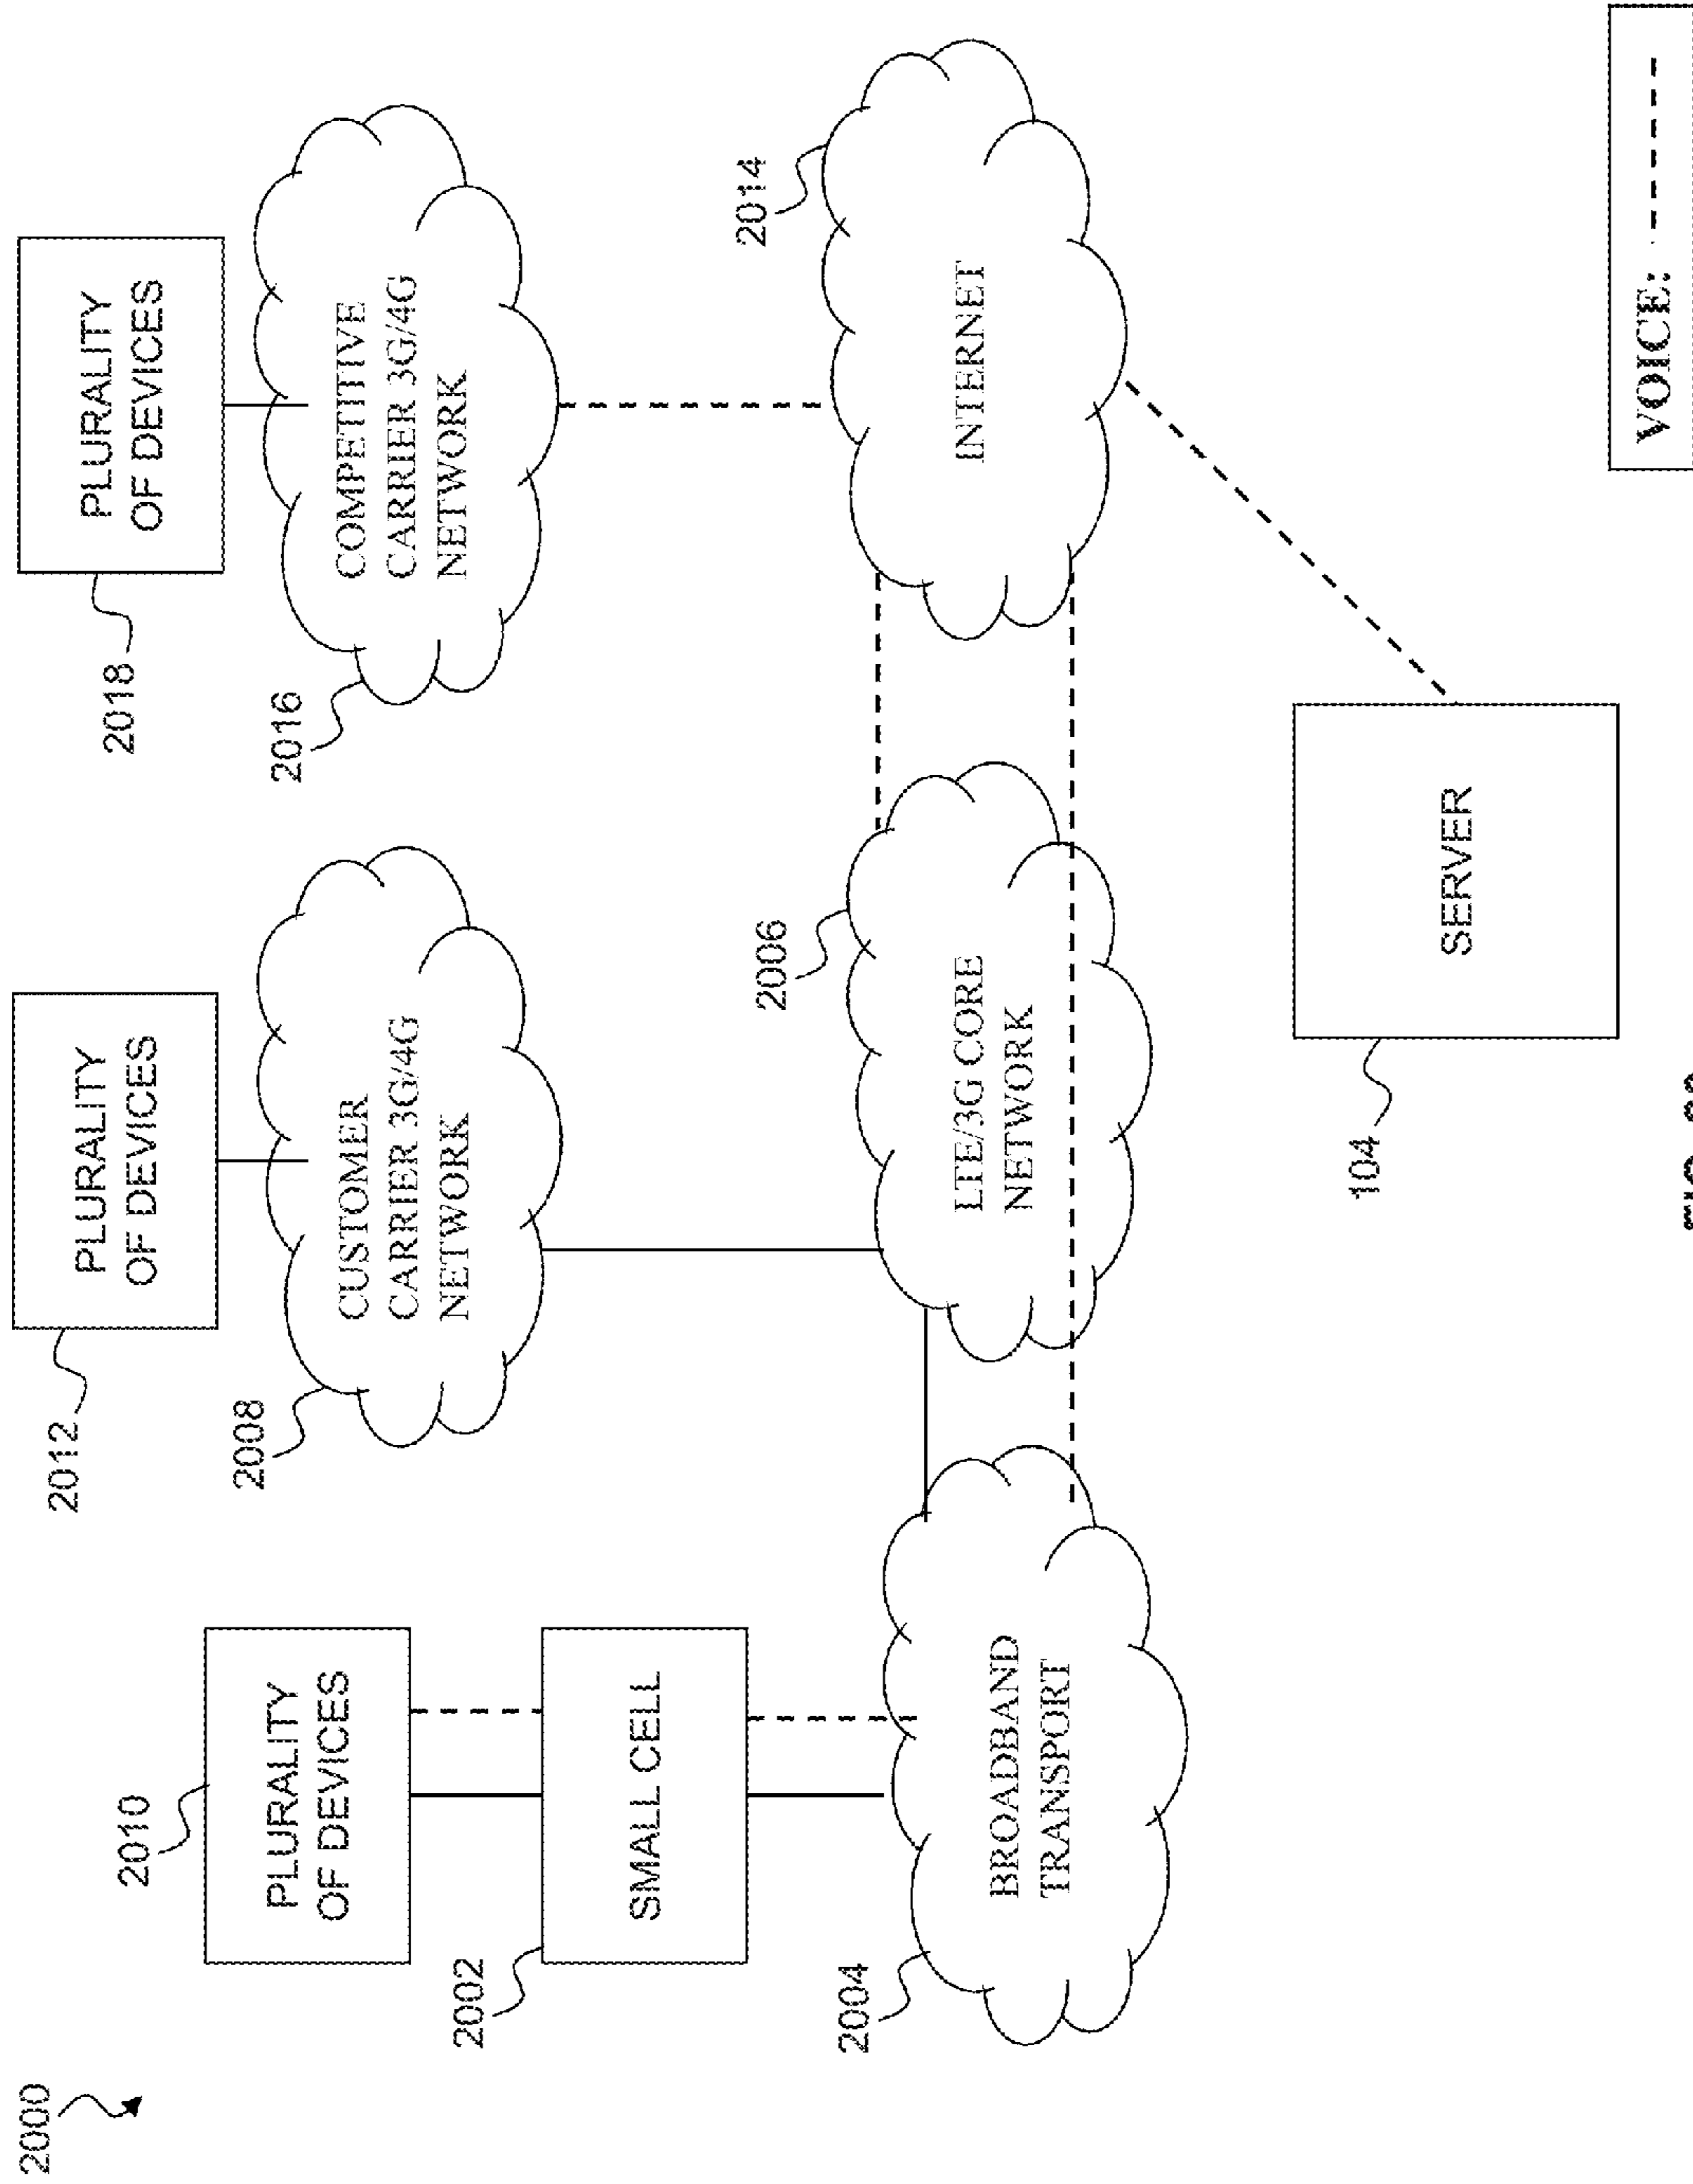 2000
2010
PLURALITY
OF DEVICES
2012
PLURALITY
OF DEVICES
2018
PLURALITY
OF DEVICES
2002
SMALL CELL
2008
CUSTOMER
CARRIER 3G/4G
NETWORK
2016
COMPETITIVE
CARRIER 3G/4G
NETWORK
2004
BROADBAND
TRANSPORT
2006
LTE/3G CORE
NETWORK
2014
INTERNET
104
SERVER
VOICE: